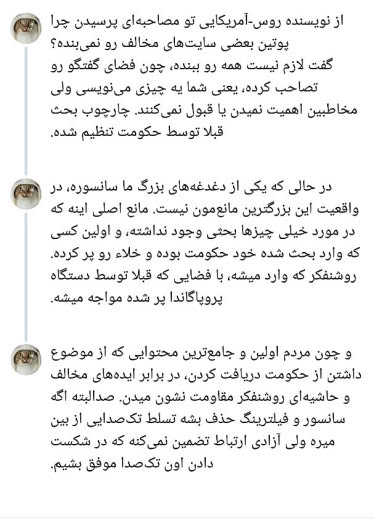 از نویسنده روس-آمریکایی تو مصاحبه‌ای پرسیدن چرا
پوتین بعضی سایت‌های مخالف رو نمی‌بنده؟
گفت لازم نیست همه رو ببنده، چون فضای گفتگو رو
تصاحب کرده، یعنی شما یه چیزی می‌نویسی ولی
مخاطبین اهمیت نمیدن یا قبول نمی‌کنند. چارچوب بحث
قبلا توسط حکومت تنظیم شده.
در حالی که یکی از دغدغه‌های بزرگ ما سانسوره، در
واقعیت این بزرگترین مانع‌مون نیست. مانع اصلی اینه که
در مورد خیلی چیزها بحثی وجود نداشته، و اولین کسی
که وارد بحث شده خود حکومت بوده و خلاء رو پر کرده.
روشنفکر که وارد میشه، با فضایی که قبلا توسط دستگاه
پروپاگاندا پر شده مواجه میشه.
و چون مردم اولین و جامع‌ترین محتوایی که از موضوع
داشتن از حکومت دریافت کردن، در برابر ایده‌های مخالف
و حاشیه‌ای روشنفکر مقاومت نشون میدن. صدالبته اگه
سانسور و فیلترینگ حذف بشه تسلط تک‌صدایی از بین
میره ولی آزادی ارتباط تضمین نمی‌کنه که در شکست
دادن اون تک‌صدا موفق بشیم.